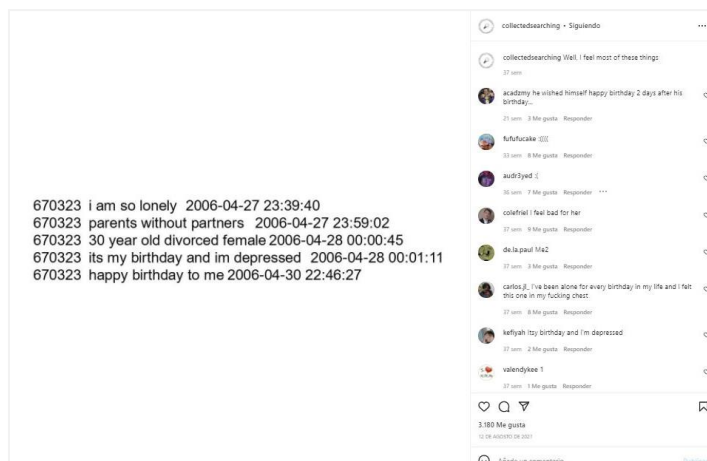 670323 i am so lonely 2006-04-27 23:39:40
670323 parents without partners 2006-04-27 23:59:02
670323 30 year old divorced female 2006-04-28 00:00:45
670323 its my birthday and im depressed 2006-04-28 00:01:11
670323 happy birthday to me 2006-04-30 22:46:27
collectedsearching • Siguiendo
collectedsearching Well, I feel most of these things
37 sem
acadzmy he wished himself happy birthday 2 days after his
birthday...
21 sem 3 Me gusta Responder
fufufucake :((((
33 sem 8 Me gusta Responder
audr3yed :(
36 sem 7 Me gusta Responder
colefriel I feel bad for her
37 sem 9 Me gusta Responder
de.la.paul Me2
37 sem 3 Me gusta Responder
carlos.jl_ I've been alone for every birthday in my life and I felt
this one in my fucking chest
37 sem 8 Me gusta Responder
kefiyah Itsy birthday and I'm depressed
37 sem 2 Me gusta Responder
valendykee 1
37 sem 1 Me gusta Responder
3.180 Me gusta
12 DE AGOSTO DE 2021
Añade un comentario...